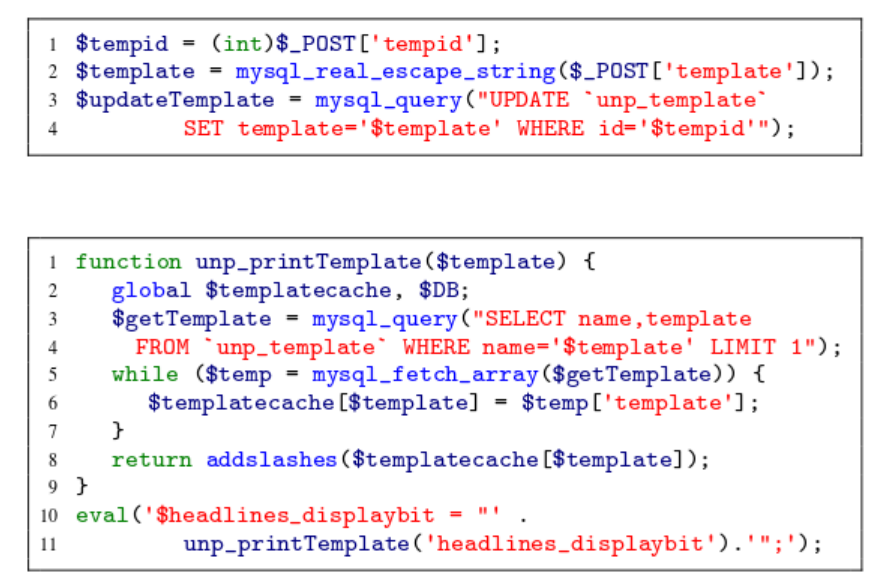 1 $tempid = (int)$_POST['tempid'];
2 $template = mysql_real_escape_string($_POST['template']);
3 $updateTemplate = mysql_query("UPDATE `unp_template`
4 SET template='$template' WHERE id='$tempid'");
1 function unp_printTemplate($template) {
2 global $templatecache, $DB;
3 $getTemplate = mysql_query("SELECT name,template
4 FROM `unp_template` WHERE name='$template' LIMIT 1");
5 while ($temp = mysql_fetch_array($getTemplate)) {
6 $templatecache[$template] = $temp['template'];
7 }
8 return addslashes($templatecache[$template]);
9 }
10 eval('$headlines_displaybit = "' .
11 unp_printTemplate('headlines_displaybit').'";');